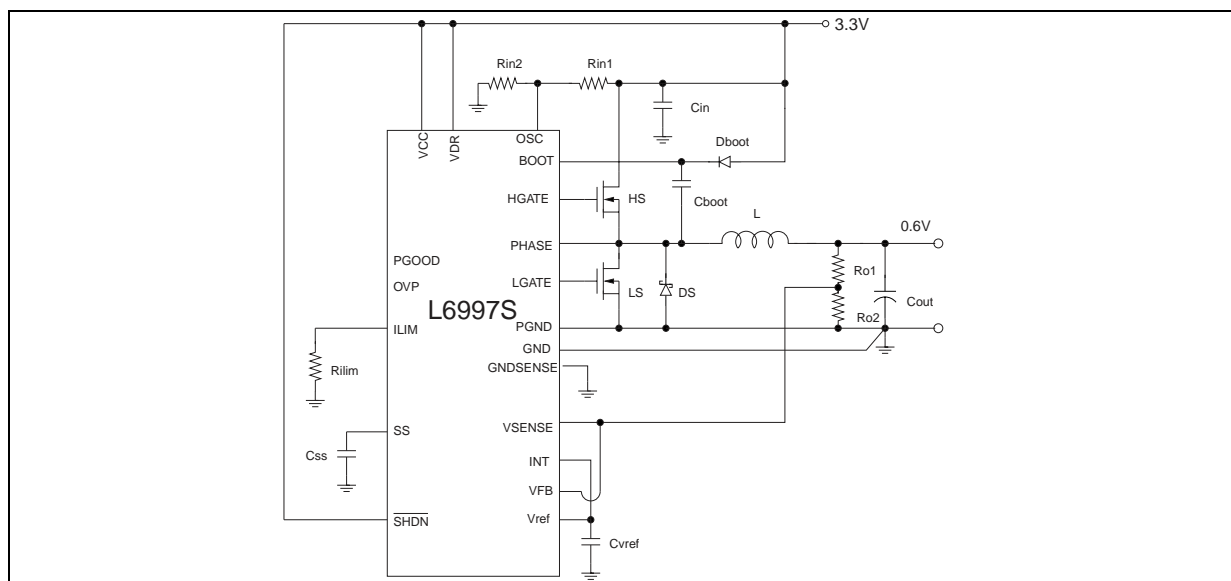 3.3V
Rin2
Rin1
Cin
VCC
VDR
OSC
Dboot
BOOT
Cboot
HGATE
HS
L
0.6V
PHASE
PGOOD
Ro1
OVP
LGATE
LS
DS
Cout
L6997S
Ro2
ILIM
PGND
GND
GNDSENSE
Rilim
VSENSE
SS
Css
INT
VFB
SHDN
Vref
Cvref